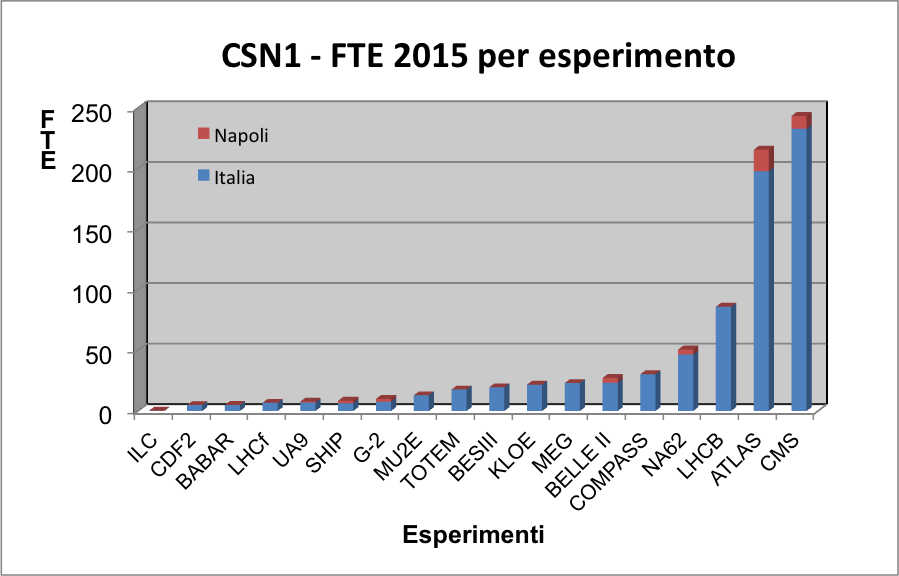 CSN1 - FTE 2015 per esperimento
FTE
250
200
150
100
50
0
Napoli
Italia
ILC
CDF2
BABAR
LHCf
UA9
SHIP
G-2
MU2E
TOTEM
BESIII
KLOE
MEG
BELLE II
COMPASS
NA62
LHCB
ATLAS
CMS
Esperimenti